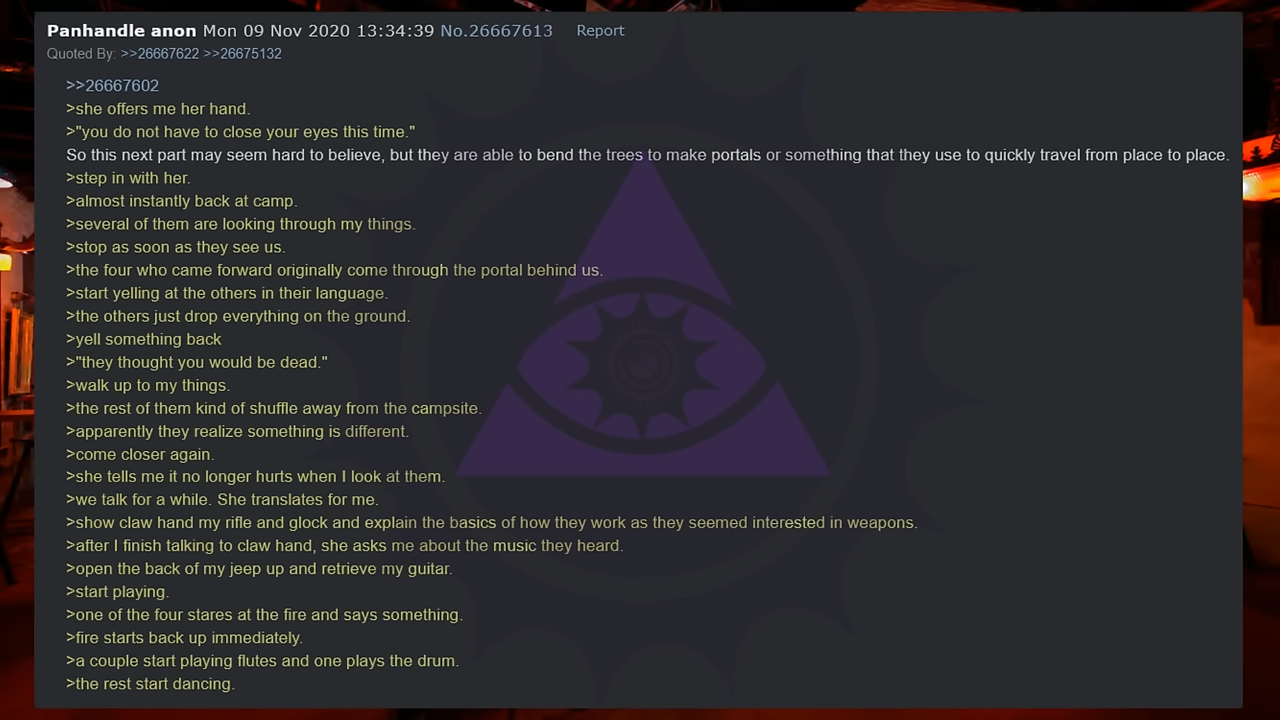 Panhandle anon Mon 09 Nov 2020 13:34:39 No.26667613 Report
Quoted By: >>26667622 >>26675132
>>26667602
>she offers me her hand.
>"you do not have to close your eyes this time."
So this next part may seem hard to believe, but they are able to bend the trees to make portals or something that they use to quickly travel from place to place.
>step in with her.
>almost instantly back at camp.
>several of them are looking through my things.
>stop as soon as they see us.
>the four who came forward originally come through the portal behind us.
>start yelling at the others in their language.
>the others just drop everything on the ground.
>yell something back
>"they thought you would be dead."
>walk up to my things.
>the rest of them kind of shuffle away from the campsite.
>apparently they realize something is different.
>come closer again.
>she tells me it no longer hurts when I look at them.
>we talk for a while. She translates for me.
>show claw hand my rifle and glock and explain the basics of how they work as they seemed interested in weapons.
>after I finish talking to claw hand, she asks me about the music they heard.
>open the back of my jeep up and retrieve my guitar.
>start playing.
>one of the four stares at the fire and says something.
>fire starts back up immediately.
>a couple start playing flutes and one plays the drum.
>the rest start dancing.